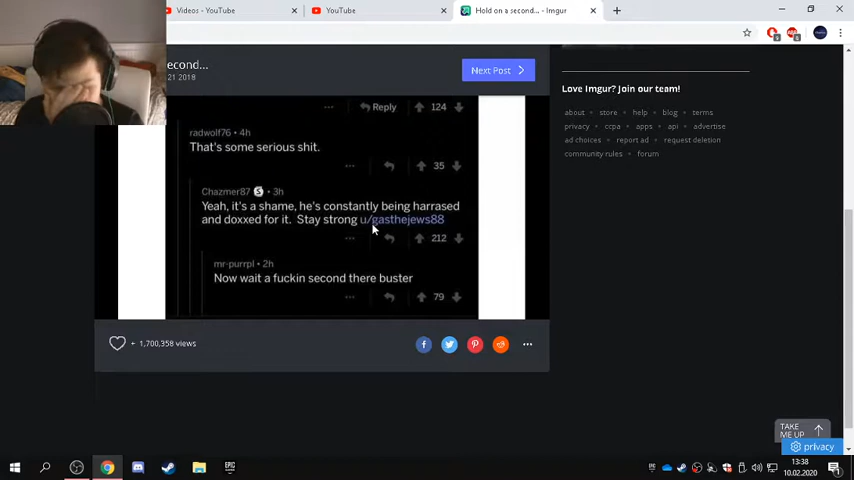 Videos - YouTube
YouTube
Hold on a second... - Imgur
econd...
21 2018
Next Post
Reply 124
radwolf76 • 4h
That's some serious shit.
35
Chazmer87 • 3h
Yeah, it's a shame, he's constantly being harrased
and doxxed for it. Stay strong u/gasthejews88
212
mr-purrpl • 2h
Now wait a fuckin second there buster
79
1,700,358 views
Love Imgur? Join our team!
about • store • help • blog • terms
privacy • ccpa • apps • api • advertise
ad choices • report ad • request deletion
community rules • forum
TAKE
ME UP
privacy
EPIC
13:38
10.02.2020